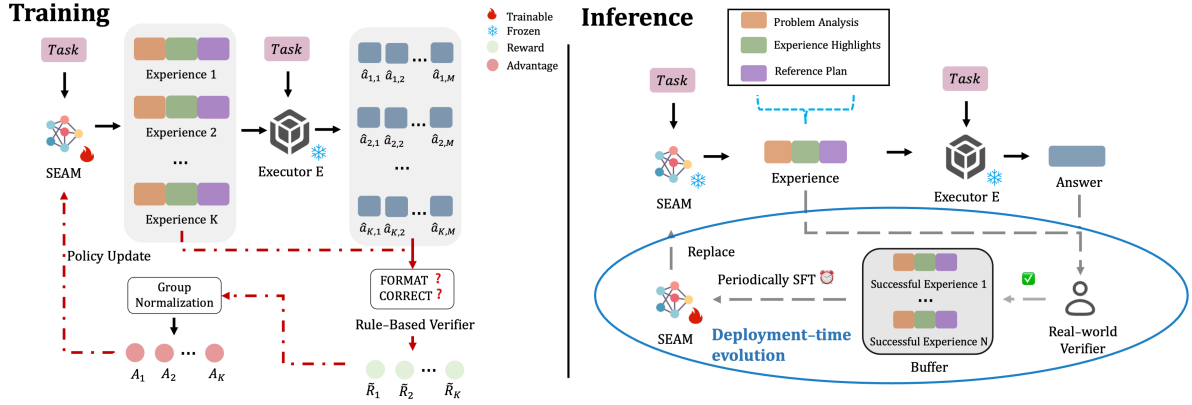 Training
Trainable
Frozen
Reward
Advantage
Task
Experience 1
Experience 2
...
Experience K
SEAM
Task
Executor E
â1,1 â1,2 ... â1,M
â2,1 â2,2 ... â2,M
...
âK,1 âK,2 ... âK,M
Policy Update
Group
Normalization
FORMAT ?
CORRECT ?
Rule-Based Verifier
A1 A2 ... AK
R̃1 R̃2 ... R̃K
Inference
Problem Analysis
Experience Highlights
Reference Plan
Task
SEAM
Experience
Task
Executor E
Answer
Replace
Periodically SFT
SEAM
Deployment-time
evolution
Successful Experience 1
...
Successful Experience N
Buffer
Real-world
Verifier